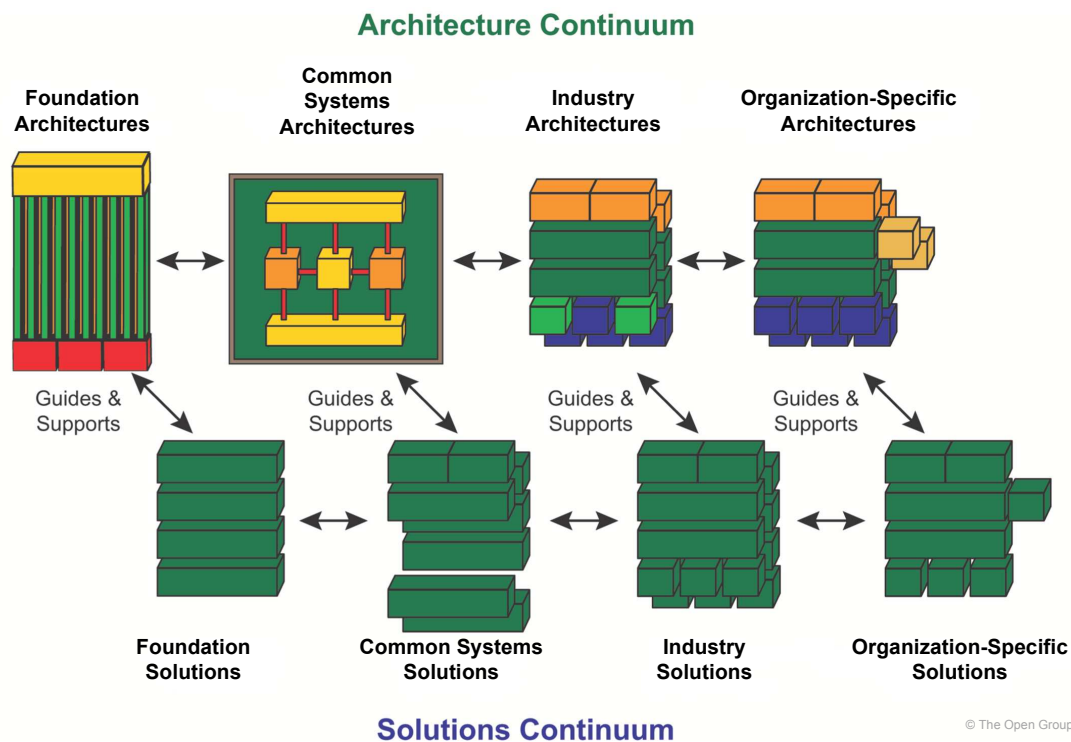 Architecture Continuum
Foundation
Architectures
Common
Systems
Architectures
Industry
Architectures
Organization-Specific
Architectures
Guides &
Supports
Guides &
Supports
Guides &
Supports
Guides &
Supports
Foundation
Solutions
Common Systems
Solutions
Industry
Solutions
Organization-Specific
Solutions
Solutions Continuum
© The Open Group